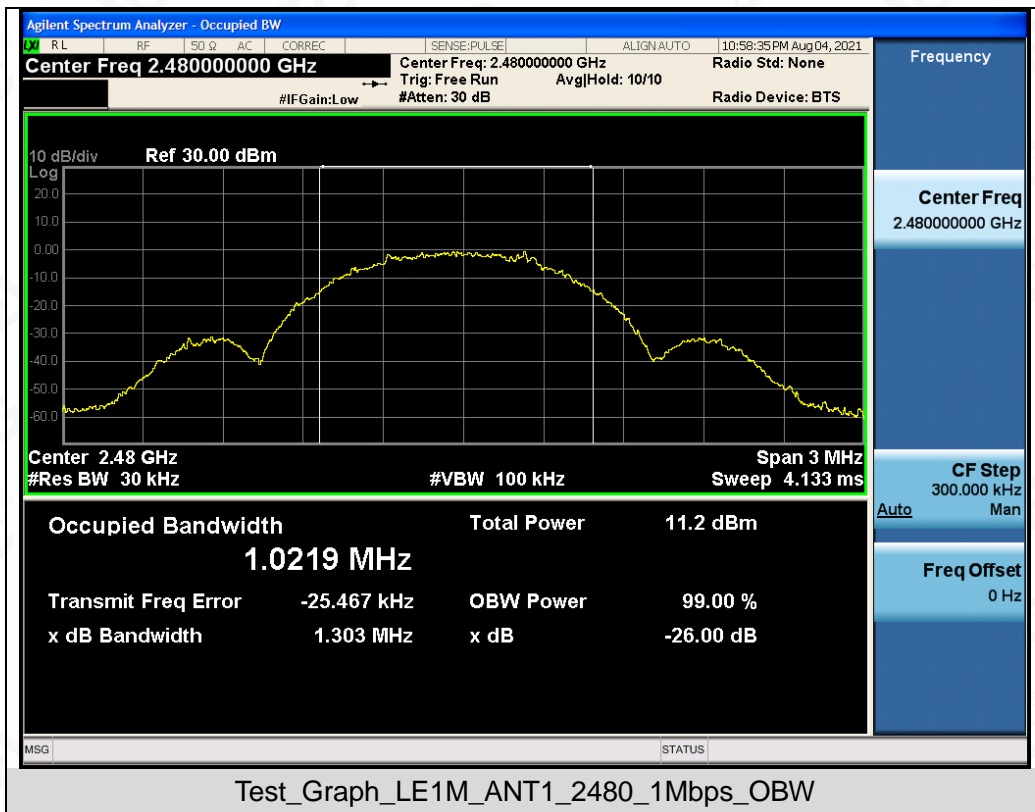 Agilent Spectrum Analyzer - Occupied BW
LXI RL RF 50 Ω AC CORREC SENSE:PULSE ALIGN AUTO 10:58:35 PM Aug 04, 2021
Center Freq 2.480000000 GHz
Center Freq: 2.480000000 GHz
Radio Std: None
Trig: Free Run Avg|Hold: 10/10
#IFGain:Low
#Atten: 30 dB
Radio Device: BTS
10 dB/div Ref 30.00 dBm
Log
20.0
10.0
0.00
-10.0
-20.0
-30.0
-40.0
-50.0
-60.0
Center 2.48 GHz
Span 3 MHz
#Res BW 30 kHz
#VBW 100 kHz
Sweep 4.133 ms
Occupied Bandwidth
Total Power 11.2 dBm
1.0219 MHz
Transmit Freq Error -25.467 kHz
OBW Power 99.00 %
x dB Bandwidth 1.303 MHz
x dB -26.00 dB
Frequency
Center Freq
2.480000000 GHz
CF Step
300.000 kHz
Auto Man
Freq Offset
0 Hz
MSG
STATUS
Test_Graph_LE1M_ANT1_2480_1Mbps_OBW